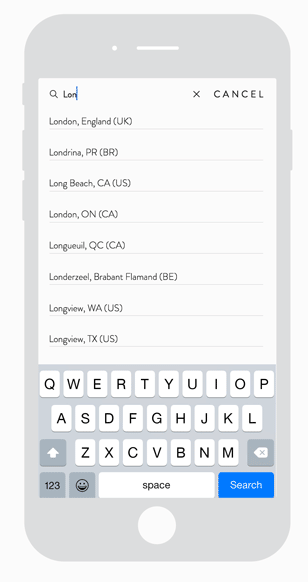 Lon × CANCEL
London, England (UK)
Londrina, PR (BR)
Long Beach, CA (US)
London, ON (CA)
Longueuil, QC (CA)
Londerzeel, Brabant Flamand (BE)
Longview, WA (US)
Longview, TX (US)
Q W E R T Y U I O P
A S D F G H J K L
Z X C V B N M
123 space Search